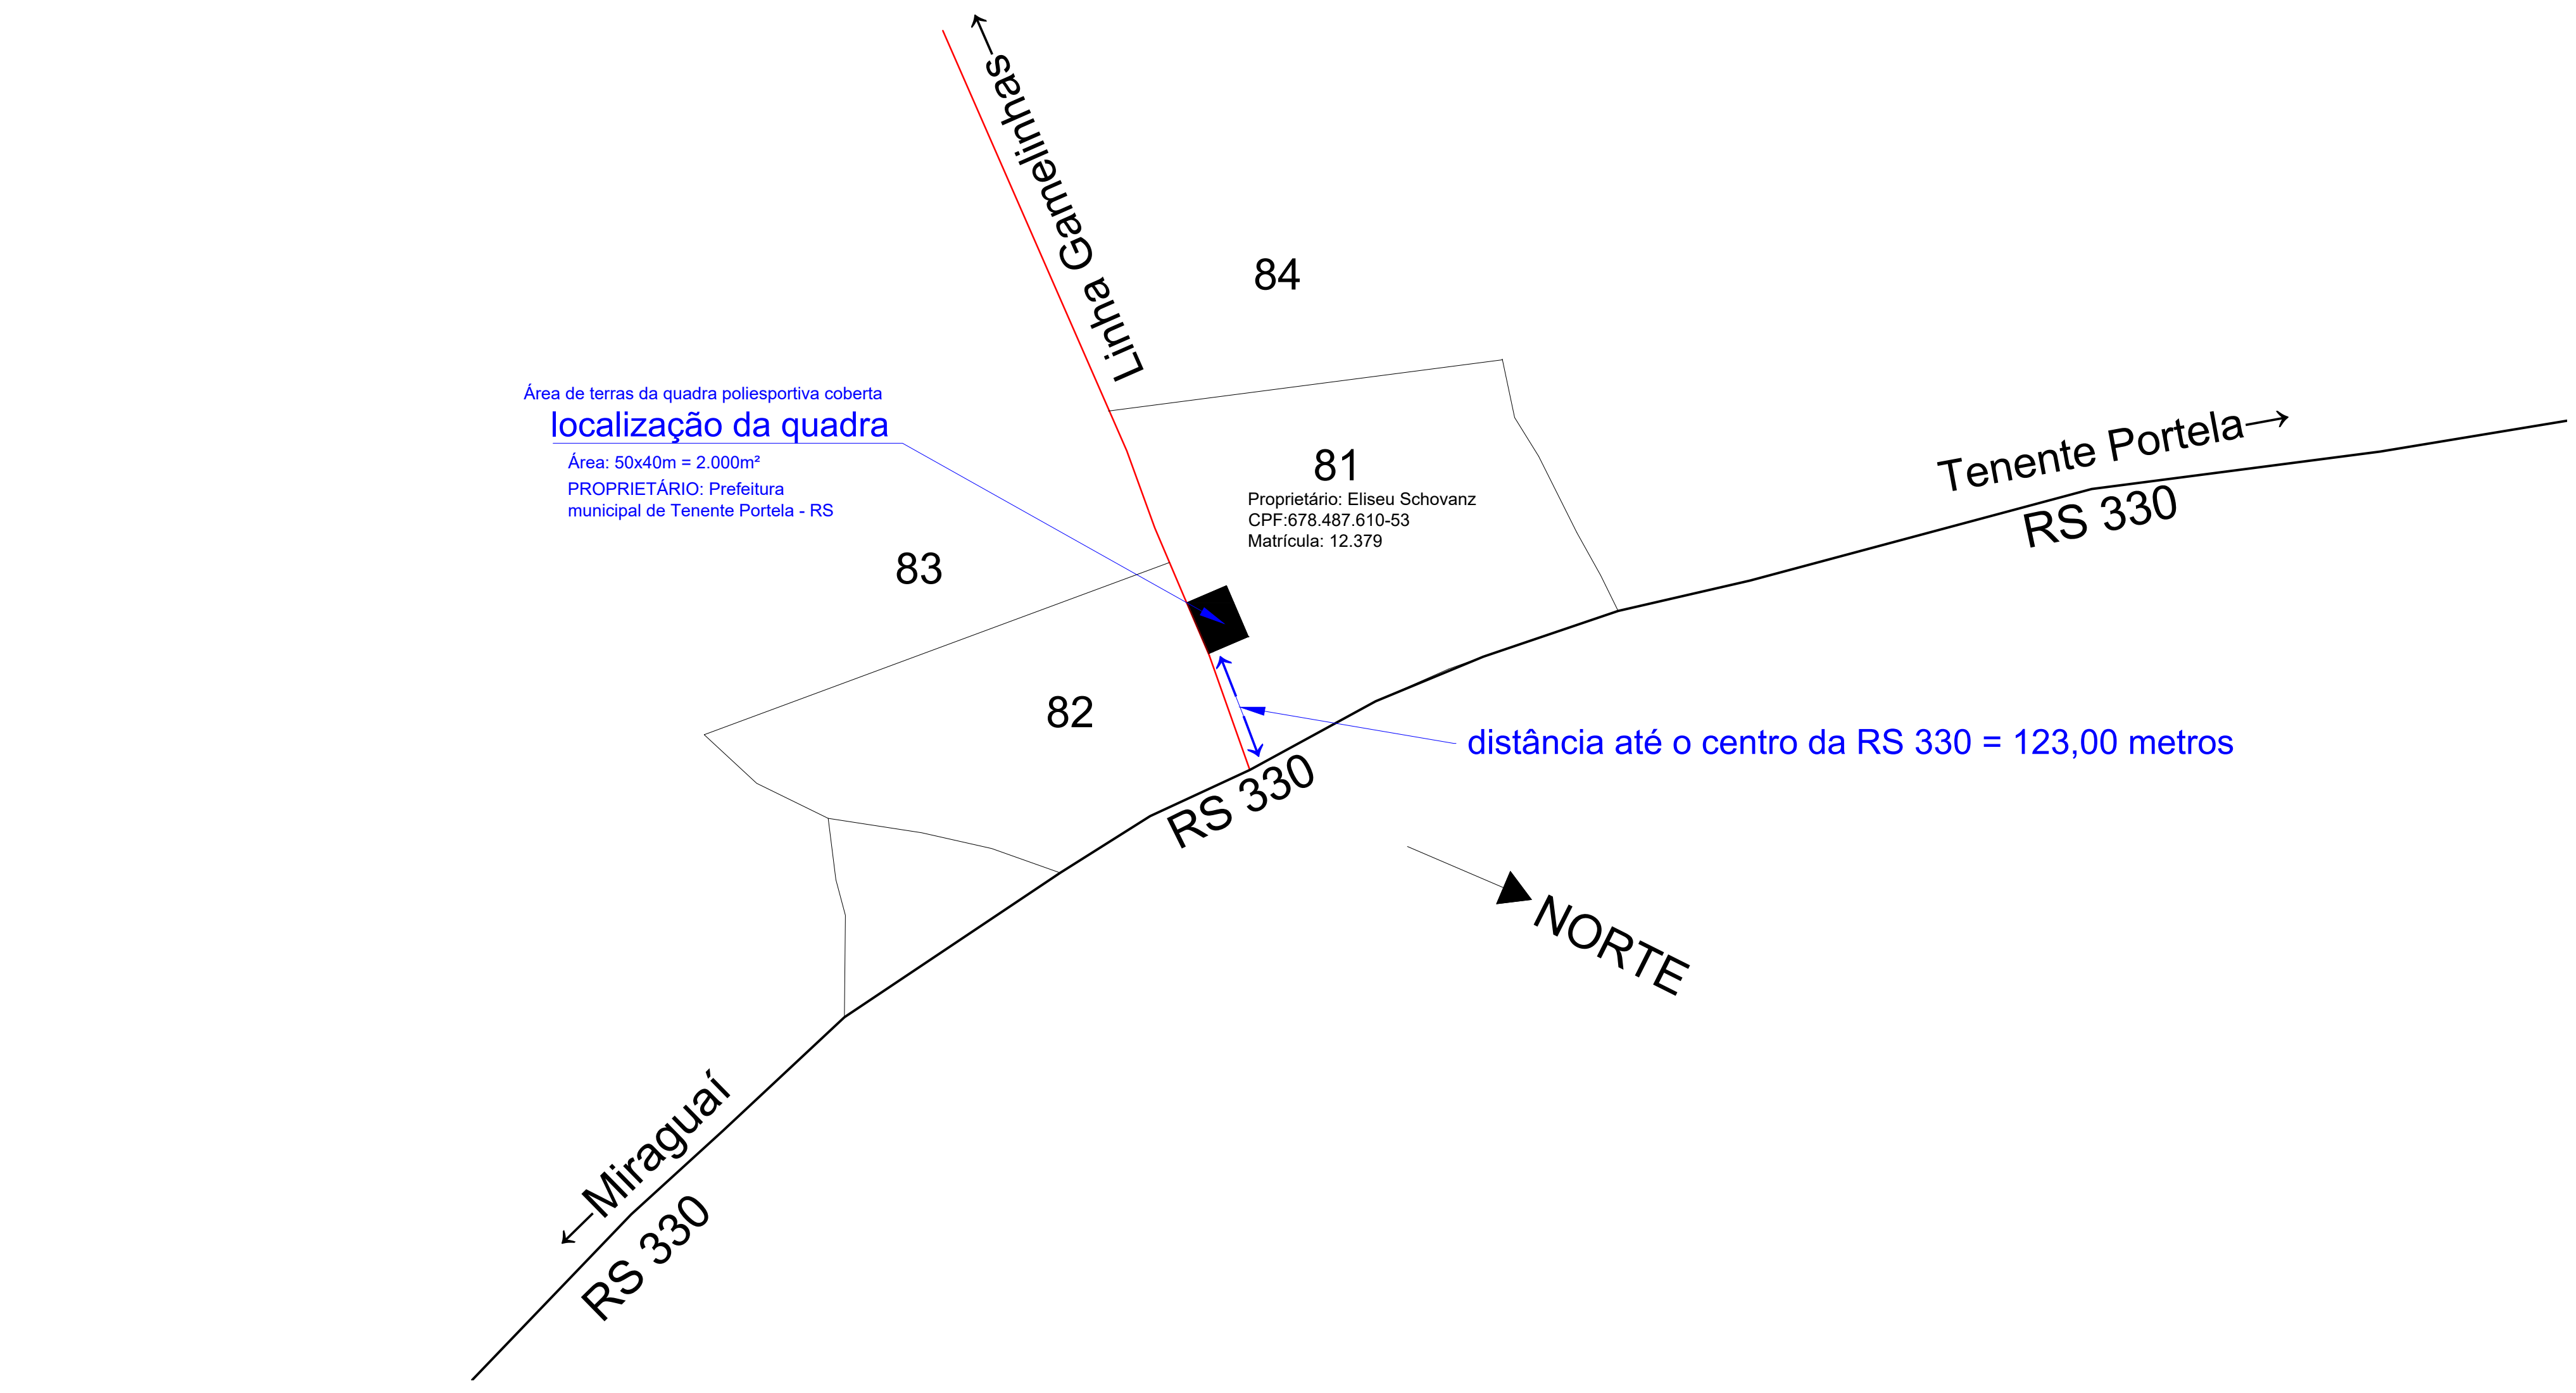 ←Linha Gamelinhas
84
Área de terras da quadra poliesportiva coberta
localização da quadra
Área: 50x40m = 2.000m²
PROPRIETÁRIO: Prefeitura
municipal de Tenente Portela - RS
81
Proprietário: Eliseu Schovanz
CPF:678.487.610-53
Matrícula: 12.379
Tenente Portela→
RS 330
83
82
distância até o centro da RS 330 = 123,00 metros
RS 330
NORTE
←Miraguaí
RS 330